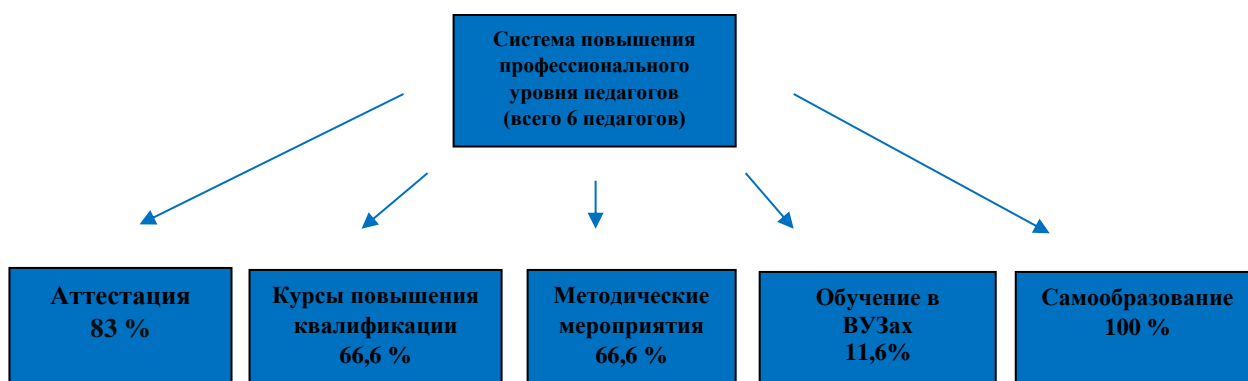 Система повышения
профессионального
уровня педагогов
(всего 6 педагогов)
Аттестация
83 %
Курсы повышения
квалификации
66,6 %
Методические
мероприятия
66,6 %
Обучение в
ВУЗах
11,6%
Самообразование
100 %